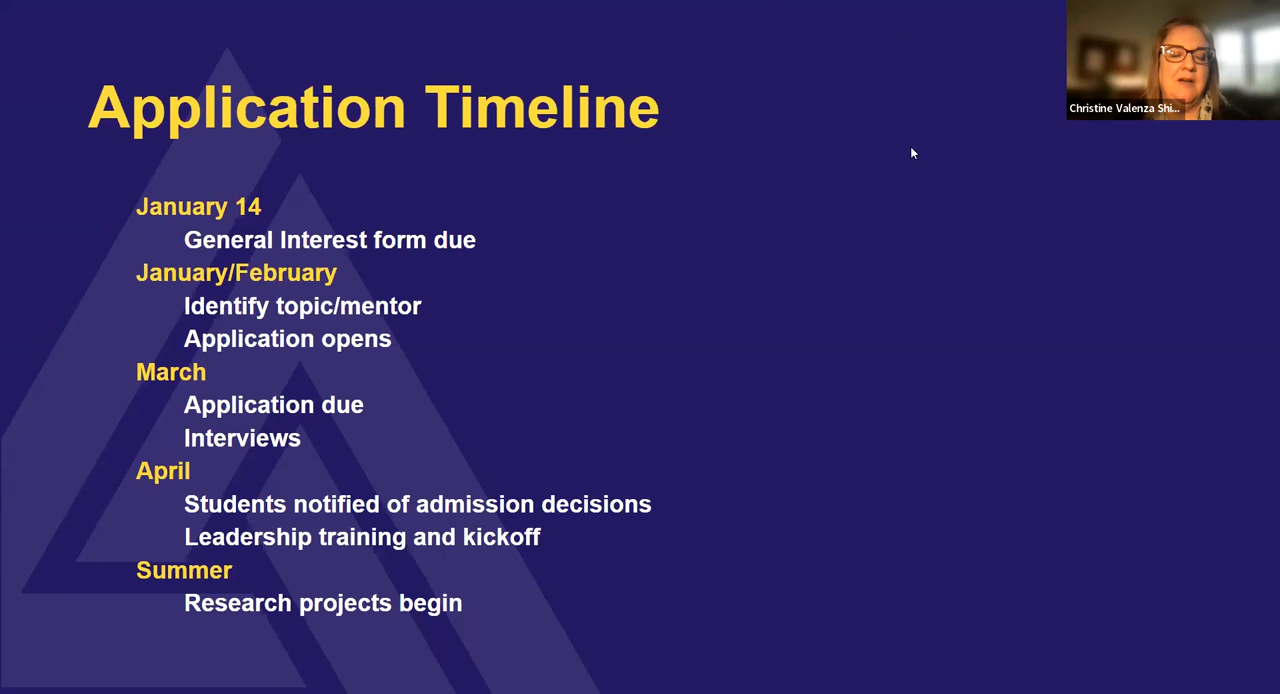 Application Timeline
January 14
General Interest form due
January/February
Identify topic/mentor
Application opens
March
Application due
Interviews
April
Students notified of admission decisions
Leadership training and kickoff
Summer
Research projects begin
Christine Valenza Shi...